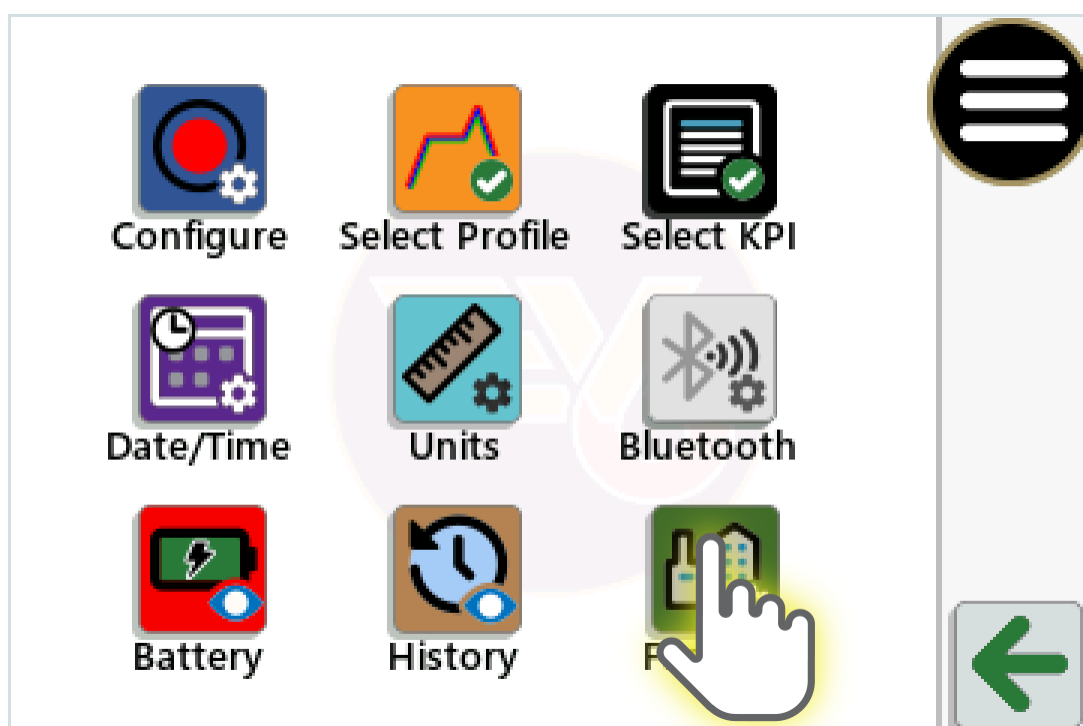 Configure
Select Profile
Select KPI
Date/Time
Units
Bluetooth
Battery
History